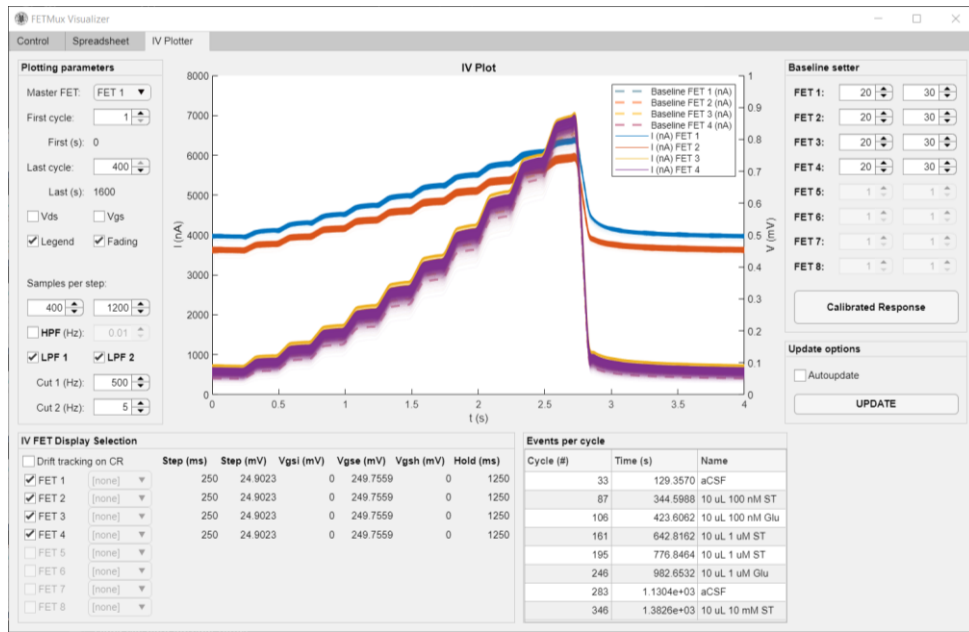 FETMux Visualizer
Control Spreadsheet IV Plotter
Plotting parameters
Master FET: FET 1
First cycle: 1
First (s): 0
Last cycle: 400
Last (s): 1600
Vds Vgs
Legend Fading
Samples per step:
400 1200
HPF (Hz): 0.01
LPF 1 LPF 2
Cut 1 (Hz): 500
Cut 2 (Hz): 5
IV Plot
8000
7000
6000
5000
4000
3000
2000
1000
0
I (nA)
Baseline FET 1 (nA)
Baseline FET 2 (nA)
Baseline FET 3 (nA)
Baseline FET 4 (nA)
I (nA) FET 1
I (nA) FET 2
I (nA) FET 3
I (nA) FET 4
1
0.9
0.8
0.7
0.6
0.5
0.4
0.3
0.2
0.1
0
V (mV)
0 0.5 1 1.5 2 2.5 3 3.5 4
t (s)
Baseline setter
FET 1: 20 30
FET 2: 20 30
FET 3: 20 30
FET 4: 20 30
FET 5: 1 1
FET 6: 1 1
FET 7: 1 1
FET 8: 1 1
Calibrated Response
Update options
Autoupdate
UPDATE
IV FET Display Selection
Drift tracking on CR Step (ms) Step (mV) Vgsi (mV) Vgse (mV) Vgsh (mV) Hold (ms)
FET 1 [none] 250 24.9023 0 249.7559 0 1250
FET 2 [none] 250 24.9023 0 249.7559 0 1250
FET 3 [none] 250 24.9023 0 249.7559 0 1250
FET 4 [none] 250 24.9023 0 249.7559 0 1250
FET 5 [none]
FET 6 [none]
FET 7 [none]
FET 8 [none]
Events per cycle
Cycle (#) Time (s) Name
33 129.3570 aCSF
87 344.5988 10 uL 100 nM ST
106 423.6062 10 uL 100 nM Glu
161 642.8162 10 uL 1 uM ST
195 776.8464 10 uL 1 uM ST
246 982.6532 10 uL 1 uM Glu
283 1.1304e+03 aCSF
346 1.3826e+03 10 uL 10 mM ST